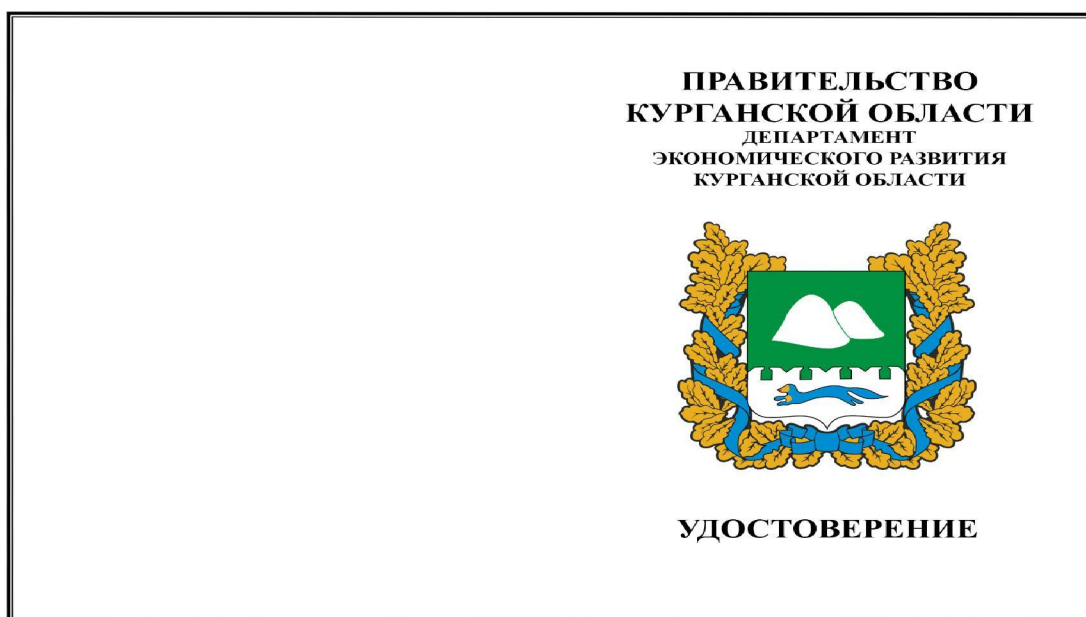 ПРАВИТЕЛЬСТВО
КУРГАНСКОЙ ОБЛАСТИ
ДЕПАРТАМЕНТ
ЭКОНОМИЧЕСКОГО РАЗВИТИЯ
КУРГАНСКОЙ ОБЛАСТИ
УДОСТОВЕРЕНИЕ